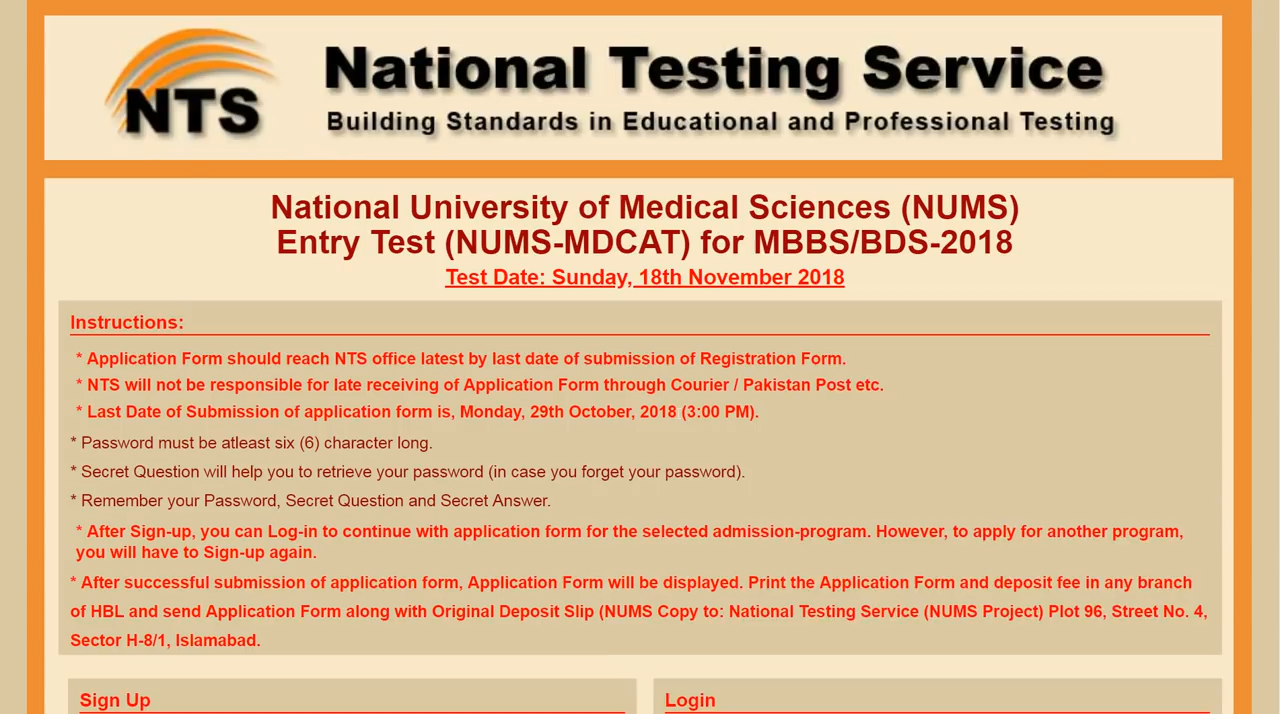 NTS
National Testing Service
Building Standards in Educational and Professional Testing
National University of Medical Sciences (NUMS)
Entry Test (NUMS-MDCAT) for MBBS/BDS-2018
Test Date: Sunday, 18th November 2018
Instructions:
* Application Form should reach NTS office latest by last date of submission of Registration Form.
* NTS will not be responsible for late receiving of Application Form through Courier / Pakistan Post etc.
* Last Date of Submission of application form is, Monday, 29th October, 2018 (3:00 PM).
* Password must be atleast six (6) character long.
* Secret Question will help you to retrieve your password (in case you forget your password).
* Remember your Password, Secret Question and Secret Answer.
* After Sign-up, you can Log-in to continue with application form for the selected admission-program. However, to apply for another program,
you will have to Sign-up again.
* After successful submission of application form, Application Form will be displayed. Print the Application Form and deposit fee in any branch
of HBL and send Application Form along with Original Deposit Slip (NUMS Copy to: National Testing Service (NUMS Project) Plot 96, Street No. 4,
Sector H-8/1, Islamabad.
Sign Up
Login